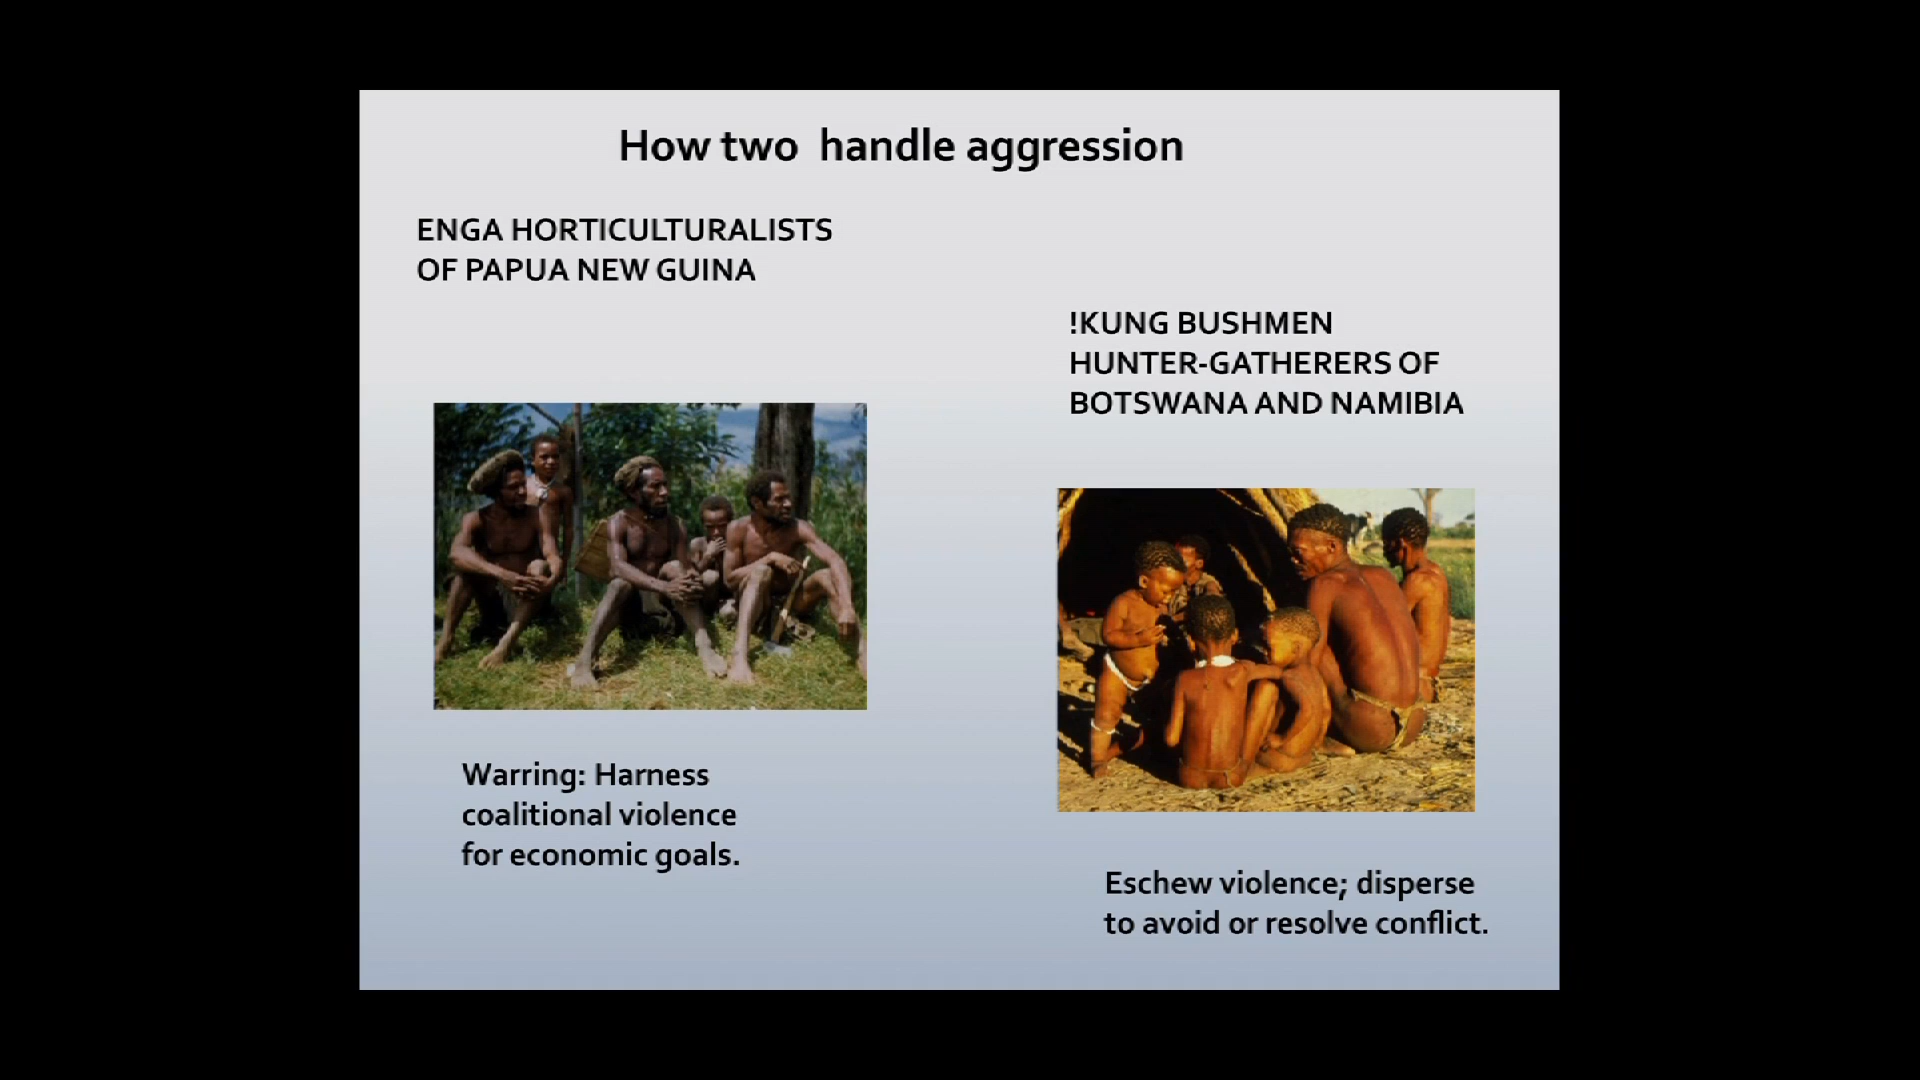 How two  handle aggression
ENGA HORTICULTURALISTS
OF PAPUA NEW GUINA
!KUNG BUSHMEN
HUNTER-GATHERERS OF
BOTSWANA AND NAMIBIA
Warring: Harness
coalitional violence
for economic goals.
Eschew violence; disperse
to avoid or resolve conflict.